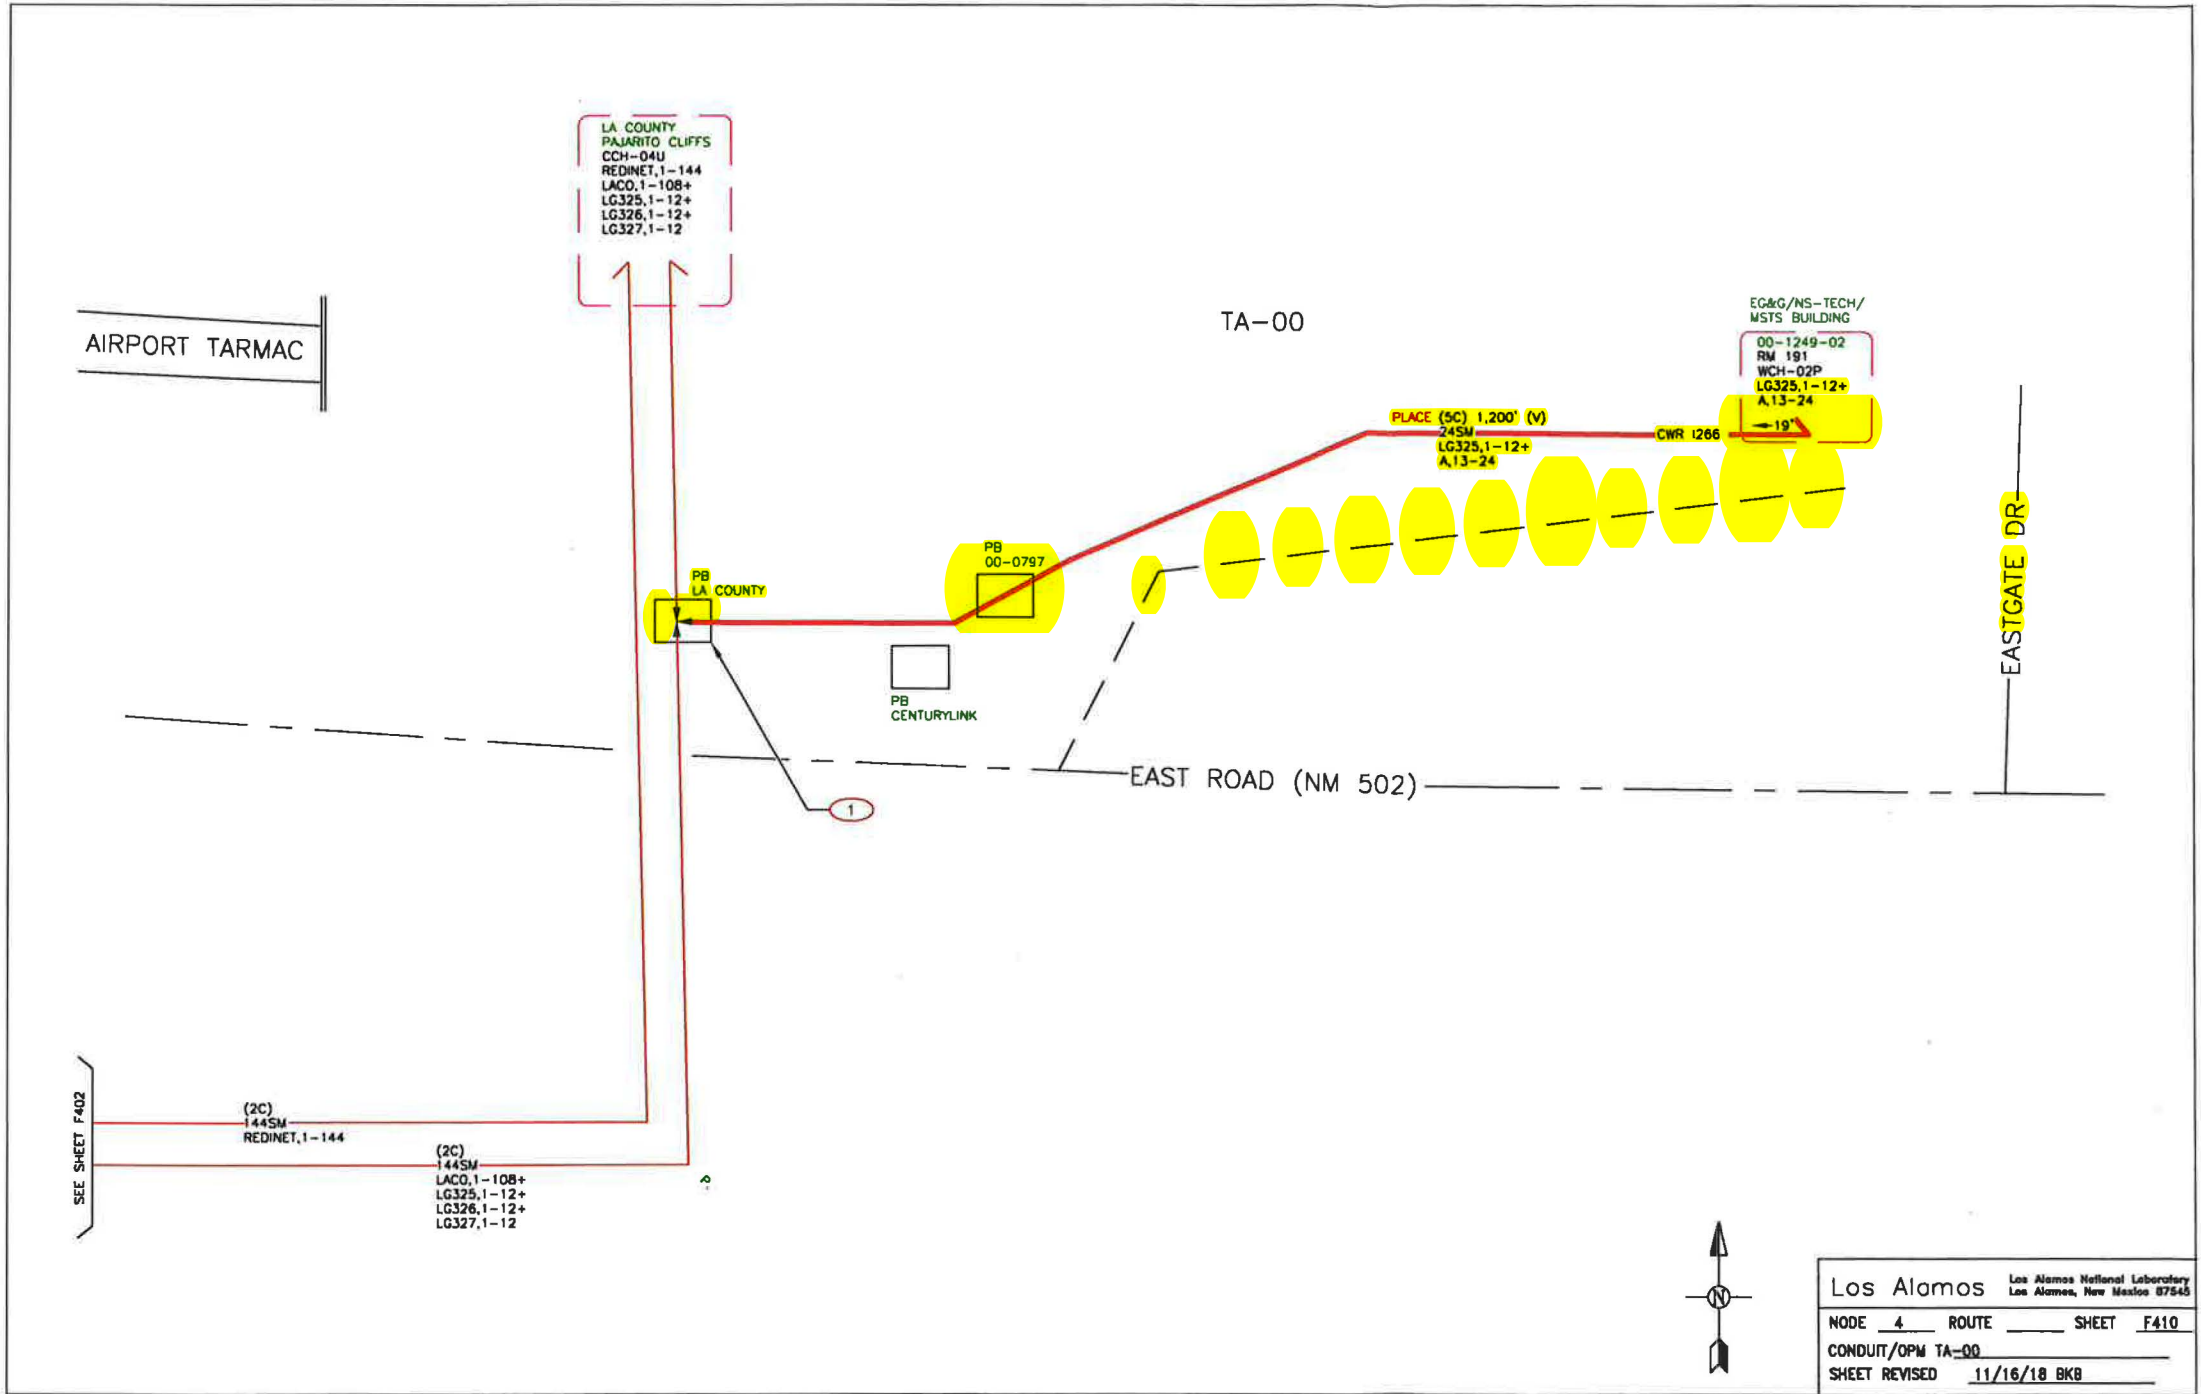 LA COUNTY
PAJARITO CLIFFS
CCH-04U
REDINET,1-144
LACO,1-108+
LG325,1-12+
LG326,1-12+
LG327,1-12
AIRPORT TARMAC
TA-00
EG&G/NS-TECH/
MSTS BUILDING
00-1249-02
RM 191
WCH-02P
LG325,1-12+
A,13-24
19'
PLACE (5C) 1,200' (V)
24SM
LG325,1-12+
A,13-24
CWR 1266
EASTGATE DR
PB
00-0797
PB
LA COUNTY
PB
CENTURYLINK
EAST ROAD (NM 502)
1
SEE SHEET F402
(2C)
144SM
REDINET,1-144
(2C)
144SM
LACO,1-108+
LG325,1-12+
LG326,1-12+
LG327,1-12
N
Los Alamos
Los Alamos National Laboratory
Los Alamos, New Mexico 87545
NODE 4 ROUTE SHEET F410
CONDUIT/OPM TA-00
SHEET REVISED 11/16/18 BKB